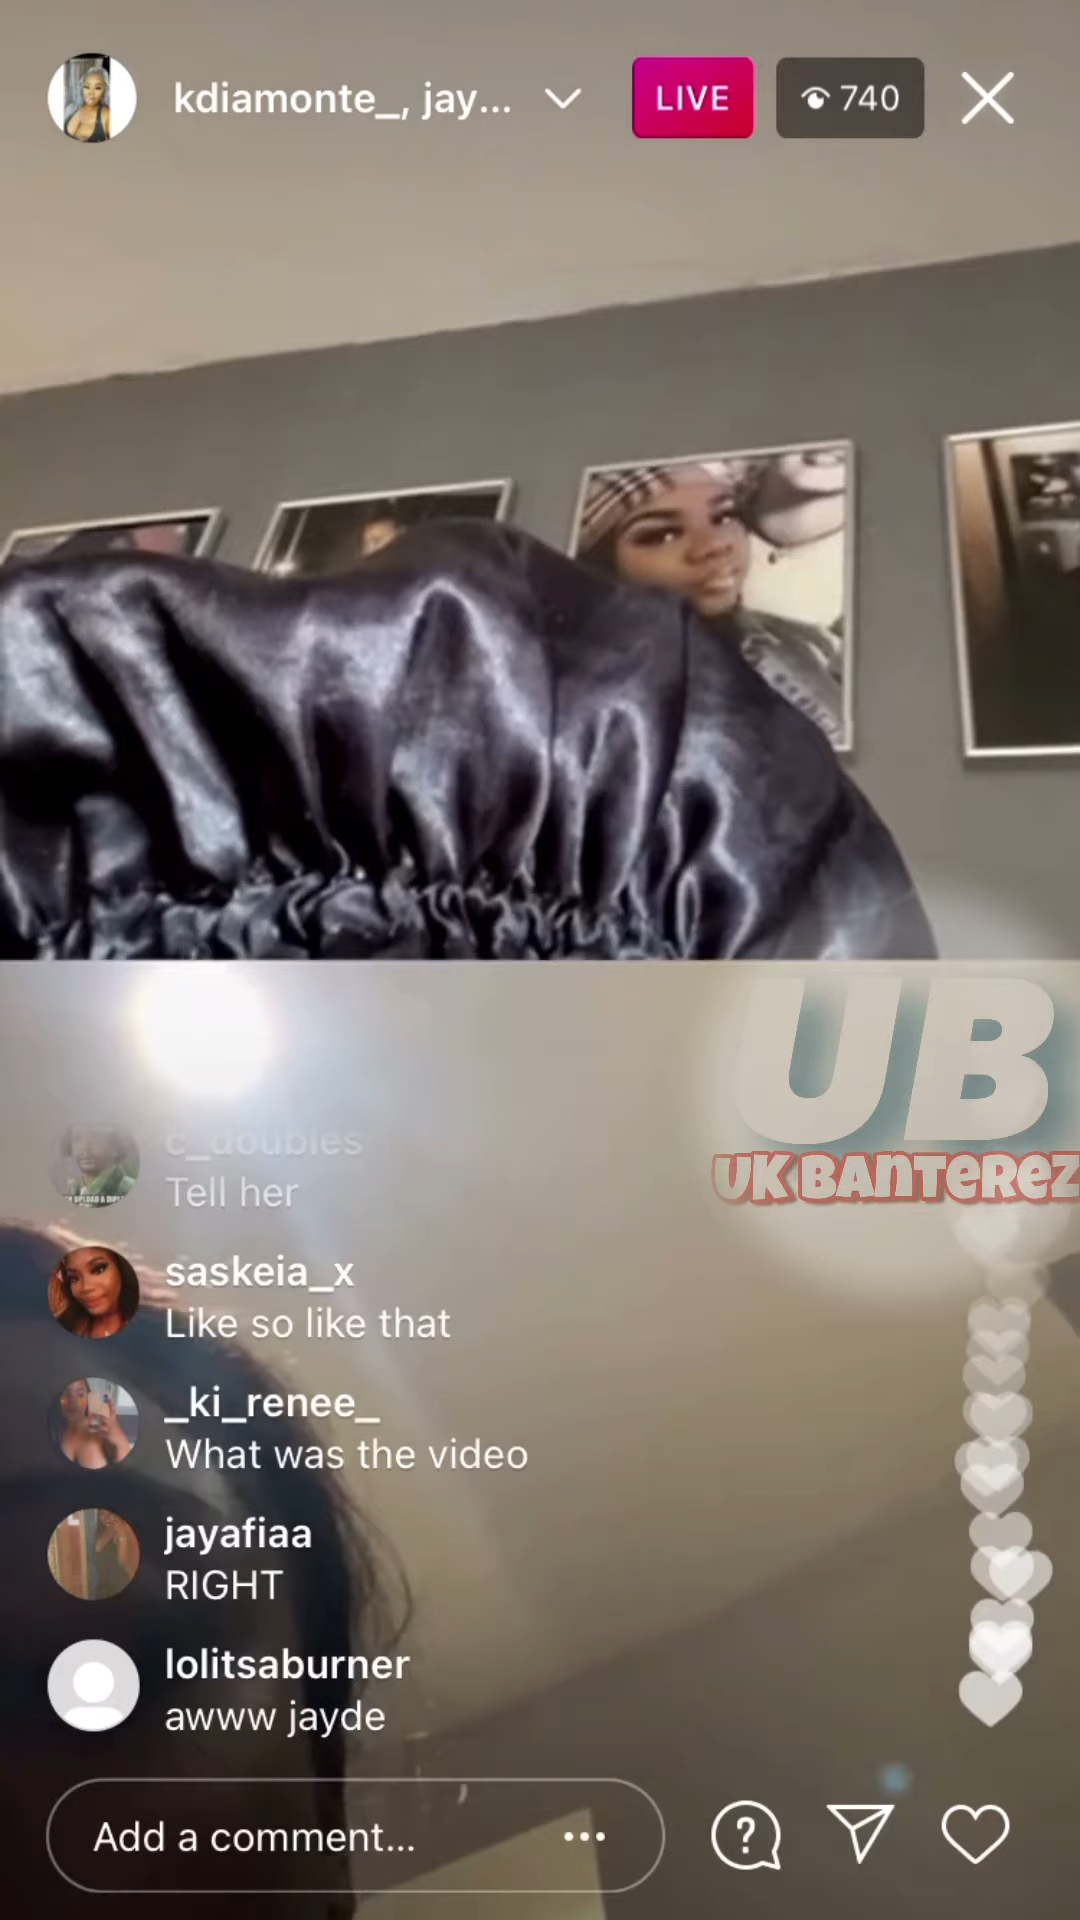 kdiamonte_, jay...
LIVE
740
UB
UK BANTEREZ
c_doubles
Tell her
saskeia_x
Like so like that
_ki_renee_
What was the video
jayafiaa
RIGHT
lolitsaburner
awww jayde
Add a comment...